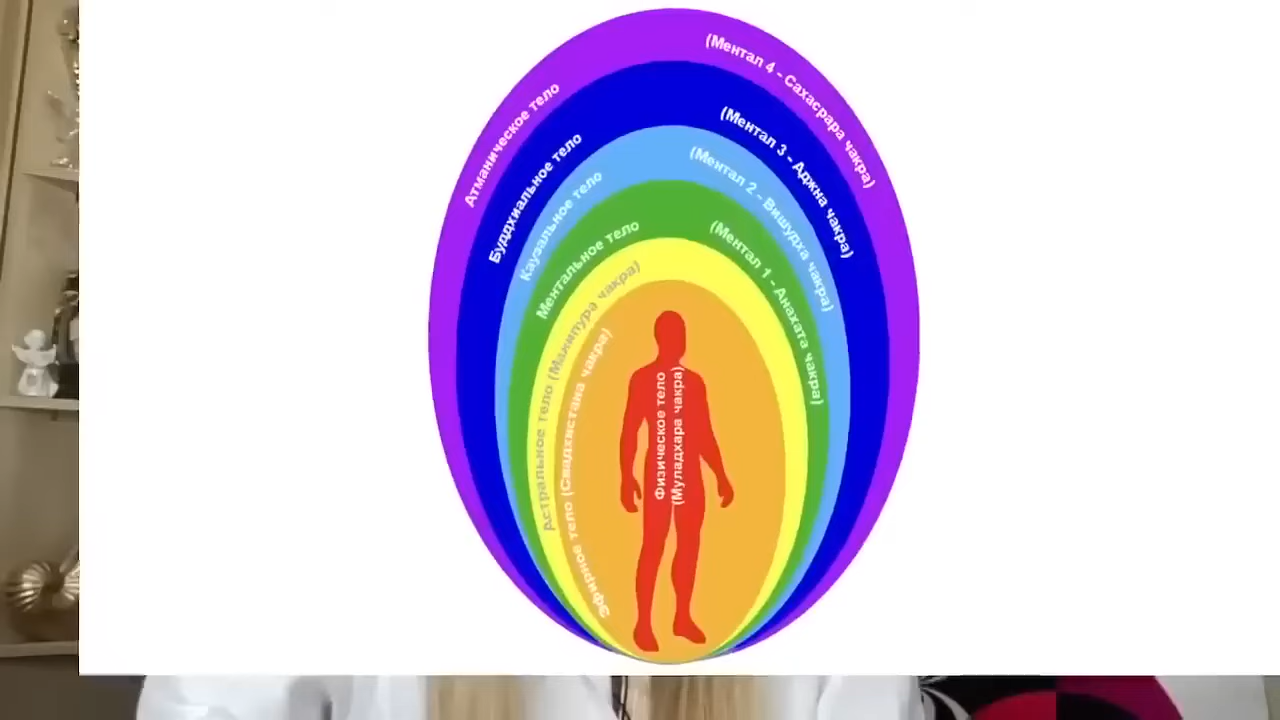 Атманическое тело
(Ментал 4 - Сахасрара чакра)
Буддхиальное тело
(Ментал 3 - Аджна чакра)
Каузальное тело
(Ментал 2 - Вишудха чакра)
Ментальное тело
(Ментал 1 - Анахата чакра)
Астральное тело (Манипура чакра)
Эфирное тело (Свадхистана чакра)
Физическое тело
(Муладхара чакра)